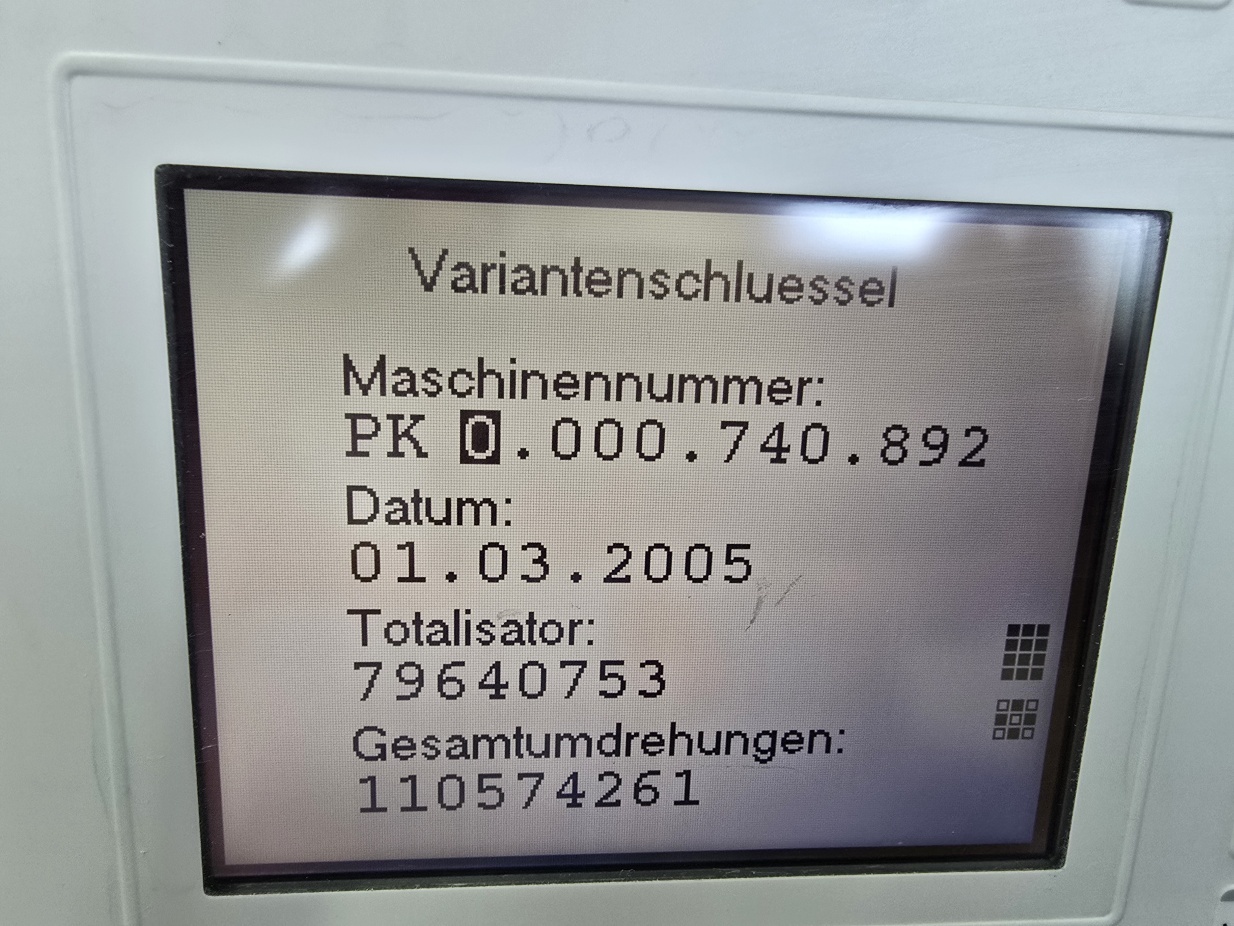 Variantenschluessel
Maschinennummer:
PK 0.000.740.892
Datum:
01.03.2005
Totalisator:
79640753
Gesamtumdrehungen:
110574261